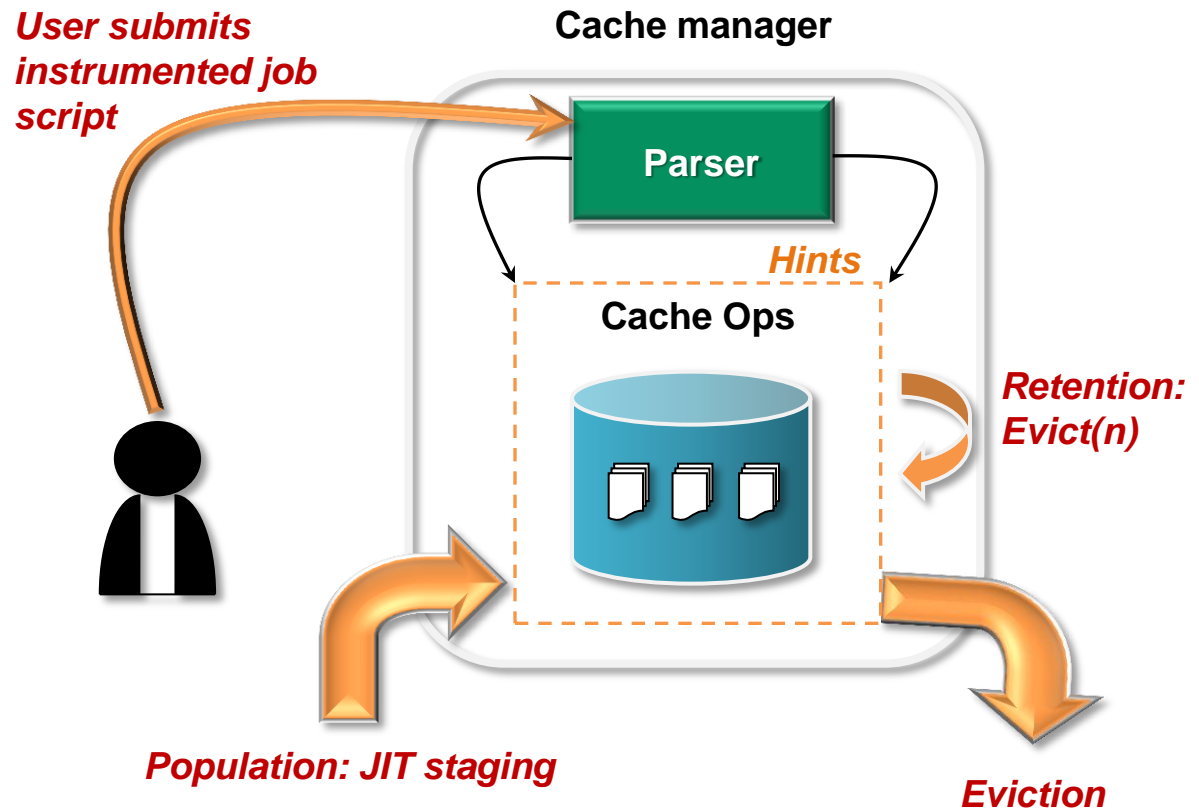 User submits
instrumented job
script
Cache manager
Parser
Hints
Cache Ops
Retention:
Evict(n)
Population: JIT staging
Eviction